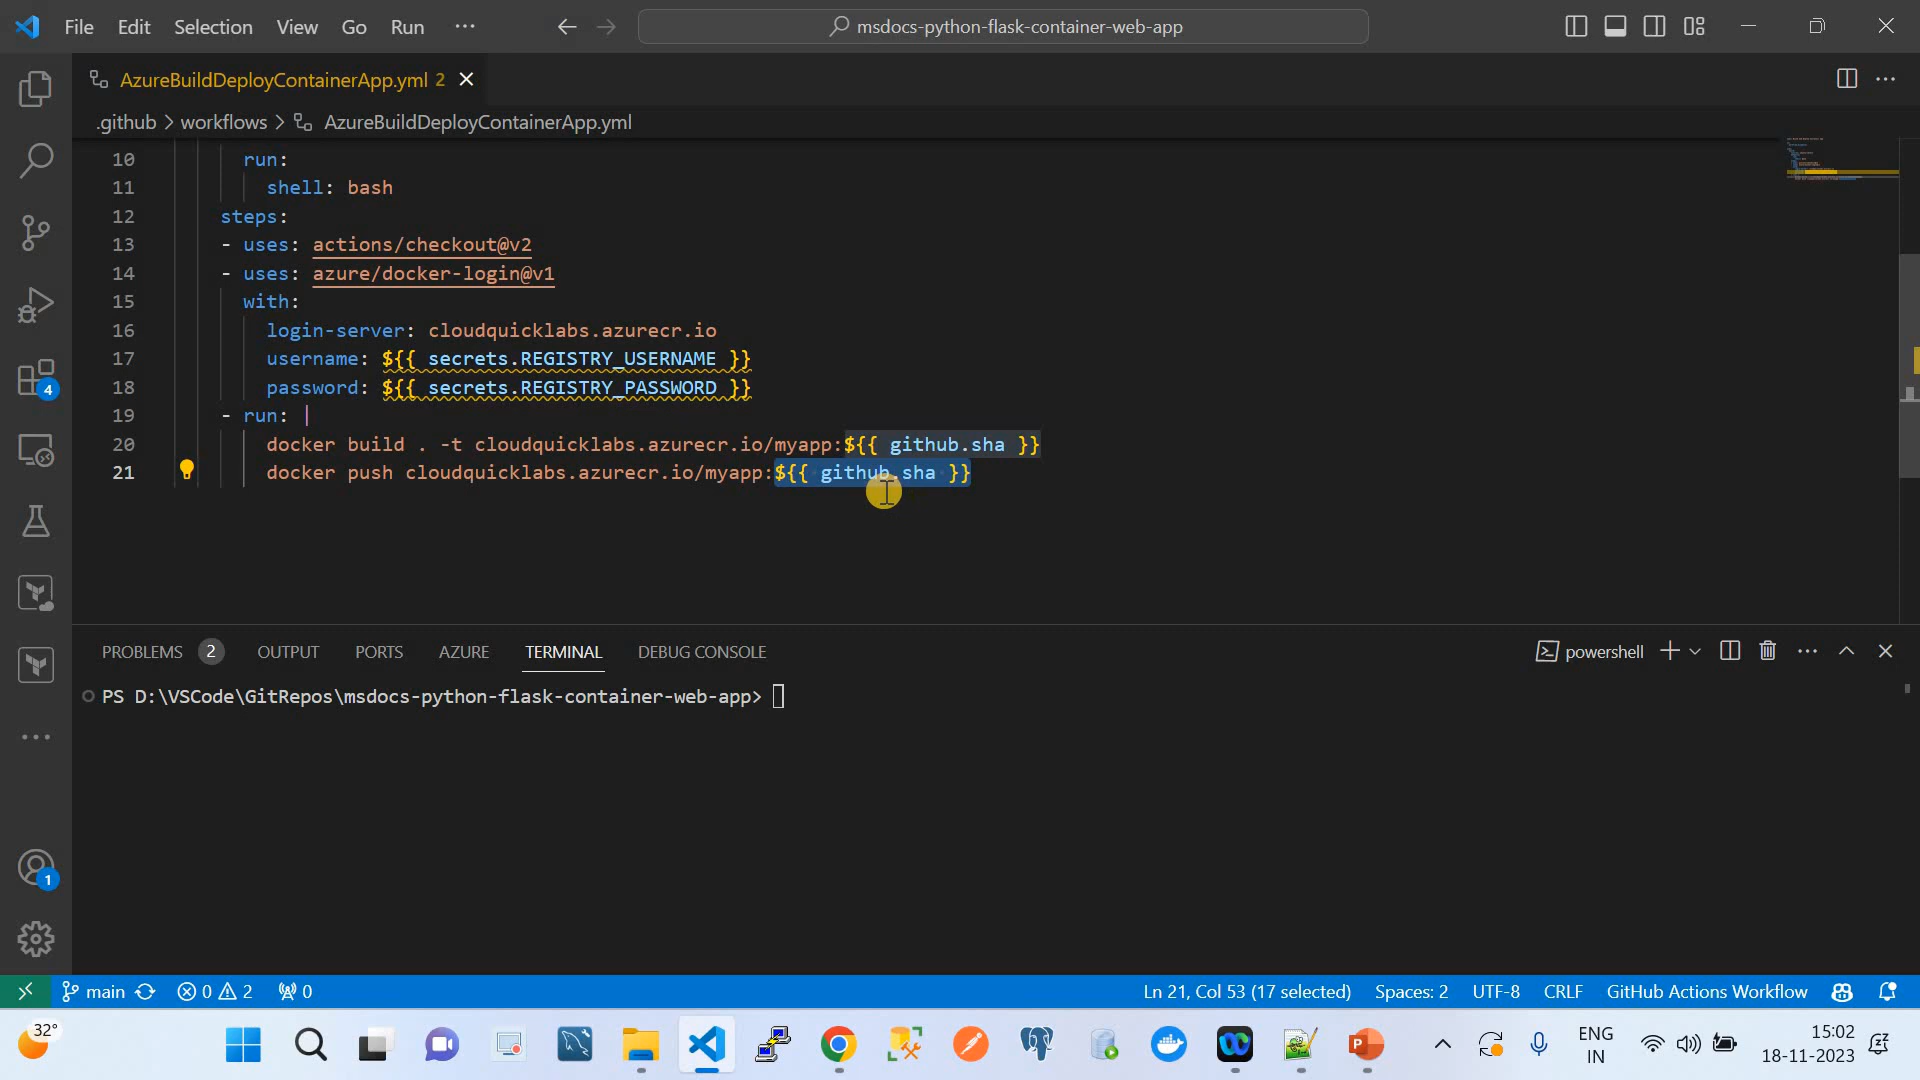 File Edit Selection View Go Run ··· msdocs-python-flask-container-web-app
AzureBuildDeployContainerApp.yml 2
.github > workflows > AzureBuildDeployContainerApp.yml
10 run:
11 shell: bash
12 steps:
13 - uses: actions/checkout@v2
14 - uses: azure/docker-login@v1
15 with:
16 login-server: cloudquicklabs.azurecr.io
17 username: ${{ secrets.REGISTRY_USERNAME }}
18 password: ${{ secrets.REGISTRY_PASSWORD }}
19 - run: |
20 docker build . -t cloudquicklabs.azurecr.io/myapp:${{ github.sha }}
21 docker push cloudquicklabs.azurecr.io/myapp:${{ github.sha }}
4
PROBLEMS 2 OUTPUT PORTS AZURE TERMINAL DEBUG CONSOLE powershell
PS D:\VSCode\GitRepos\msdocs-python-flask-container-web-app>
1
main 0 2 0 Ln 21, Col 53 (17 selected) Spaces: 2 UTF-8 CRLF GitHub Actions Workflow
32° ENG 15:02
IN 18-11-2023